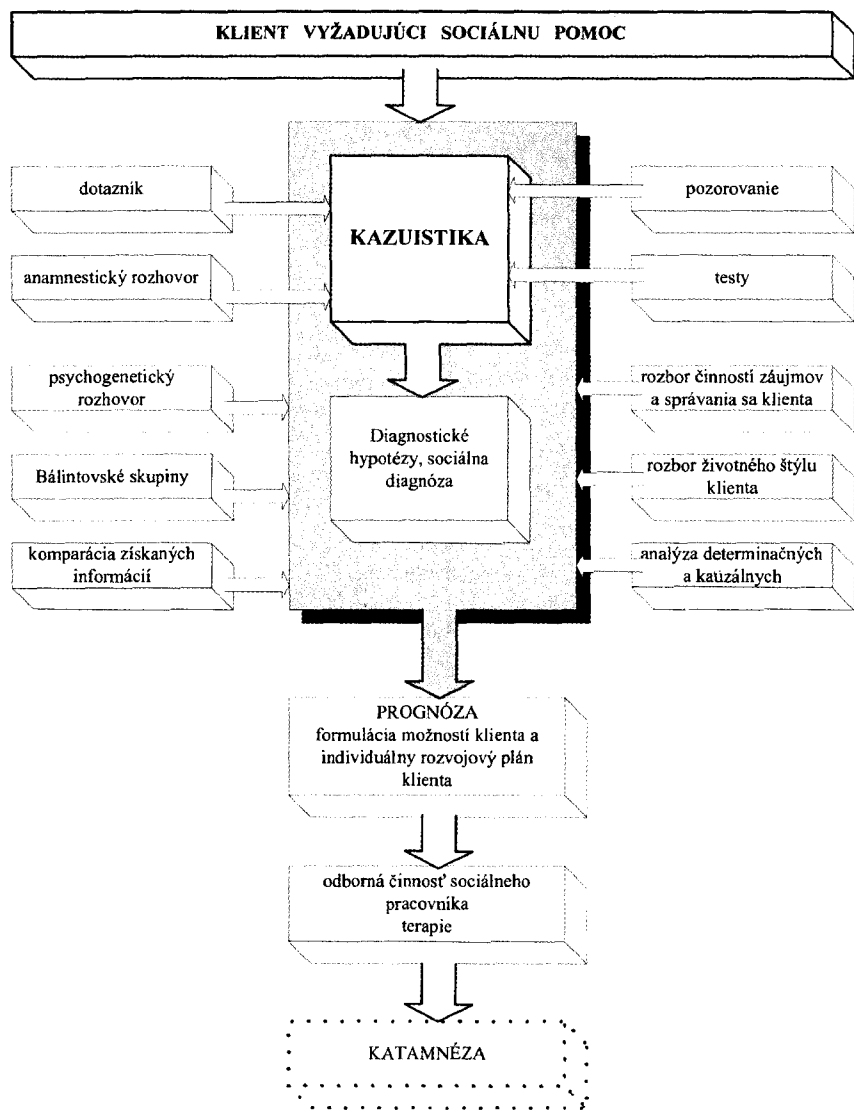 KLIENT VYŽADUJÚCI SOCIÁLNU POMOC
dotazník
pozorovanie
KAZUISTIKA
anamnestický rozhovor
testy
psychogenetický
rozhovor
rozbor činností záujmov
a správania sa klienta
Diagnostické
hypotézy, sociálna
diagnóza
Bálintovské skupiny
rozbor životného štýlu
klienta
komparácia získaných
informácií
analýza determinačných
a kauzálnych
PROGNÓZA
formulácia možností klienta a
individuálny rozvojový plán
klienta
odborná činnosť sociálneho
pracovníka
terapie
KATAMNÉZA